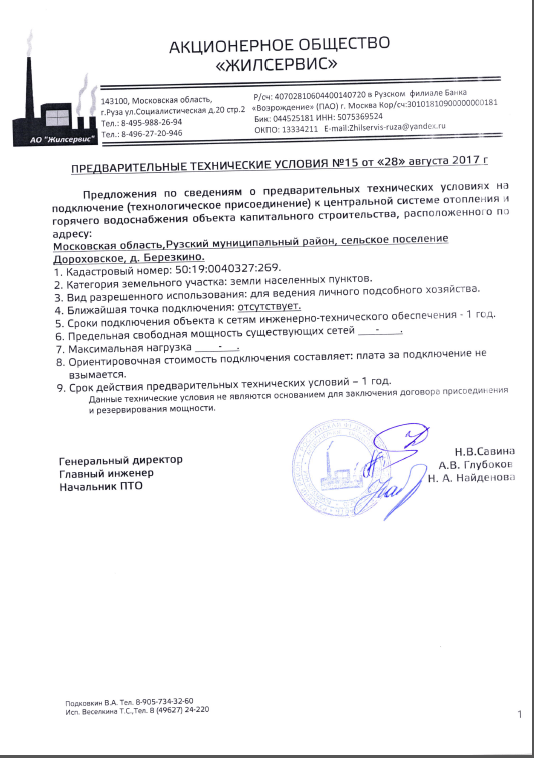 АКЦИОНЕРНОЕ ОБЩЕСТВО
«ЖИЛСЕРВИС»
АО "Жилсервис"
143100, Московская область,
г.Руза ул.Социалистическая д.20 стр.2
Тел.: 8-495-988-26-94
Тел.: 8-496-27-20-946
Р/сч: 40702810604400140720 в Рузском филиале Банка
«Возрождение» (ПАО) г. Москва Кор/сч:30101810900000000181
Бик: 044525181 ИНН: 5075369524
ОКПО: 13334211 E-mail:Zhilservis-ruza@yandex.ru
ПРЕДВАРИТЕЛЬНЫЕ ТЕХНИЧЕСКИЕ УСЛОВИЯ №15 от «28» августа 2017 г
Предложения по сведениям о предварительных технических условиях на
подключение (технологическое присоединение) к центральной системе отопления и
горячего водоснабжения объекта капитального строительства, расположенного по
адресу:
Московская область,Рузский муниципальный район, сельское поселение
Дороховское, д. Березкино.
1. Кадастровый номер: 50:19:0040327:269.
2. Категория земельного участка: земли населенных пунктов.
3. Вид разрешенного использования: для ведения личного подсобного хозяйства.
4. Ближайшая точка подключения: отсутствует.
5. Сроки подключения объекта к сетям инженерно-технического обеспечения - 1 год.
6. Предельная свободная мощность существующих сетей ___-___.
7. Максимальная нагрузка ___-___.
8. Ориентировочная стоимость подключения составляет: плата за подключение не
взымается.
9. Срок действия предварительных технических условий – 1 год.
Данные технические условия не являются основанием для заключения договора присоединения
и резервирования мощности.
Генеральный директор
Главный инженер
Начальник ПТО
Н.В.Савина
А.В. Глубоков
Н. А. Найденова
Подковкин В.А. Тел. 8-905-734-32-60
Исп. Веселкина Т.С.,Тел. 8 (49627) 24-220
1